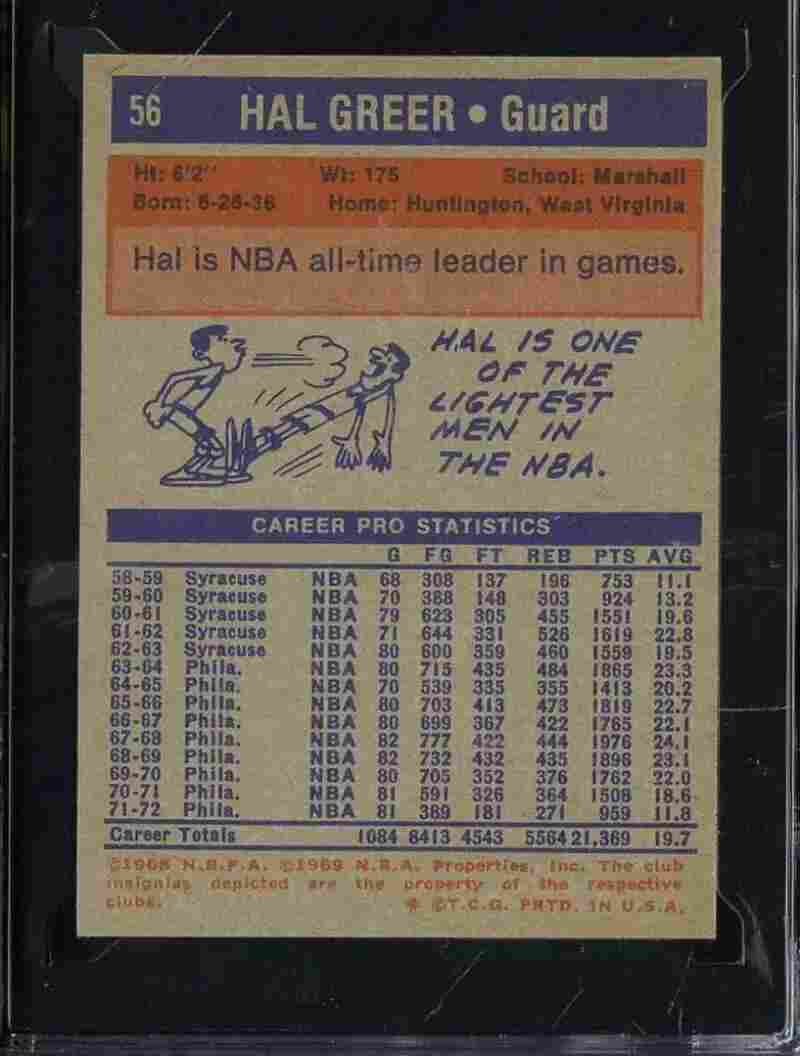 56 HAL GREER • Guard
Ht: 6'2" Wt: 175 School: Marshall
Born: 6-26-36 Home: Huntington, West Virginia
Hal is NBA all-time leader in games.
HAL IS ONE
OF THE
LIGHTEST
MEN IN
THE NBA.
CAREER PRO STATISTICS
G FG FT REB PTS AVG
58-59 Syracuse NBA 68 308 137 196 753 11.1
59-60 Syracuse NBA 70 388 148 303 924 13.2
60-61 Syracuse NBA 79 623 305 455 1551 19.6
61-62 Syracuse NBA 71 644 331 526 1619 22.8
62-63 Syracuse NBA 80 600 359 460 1559 19.5
63-64 Phila. NBA 80 715 435 484 1865 23.3
64-65 Phila. NBA 70 539 335 355 1413 20.2
65-66 Phila. NBA 80 703 413 473 1819 22.7
66-67 Phila. NBA 80 699 367 422 1765 22.1
67-68 Phila. NBA 82 777 422 444 1976 24.1
68-69 Phila. NBA 82 732 432 435 1896 23.1
69-70 Phila. NBA 80 705 352 376 1762 22.0
70-71 Phila. NBA 81 591 326 364 1508 18.6
71-72 Phila. NBA 81 389 181 271 959 11.8
Career Totals 1084 8413 4543 5564 21,369 19.7
©1968 N.B.P.A. ©1969 N.B.A. Properties, Inc. The club
insignias depicted are the property of the respective
clubs. * ©T.C.G. PRTD. IN U.S.A.